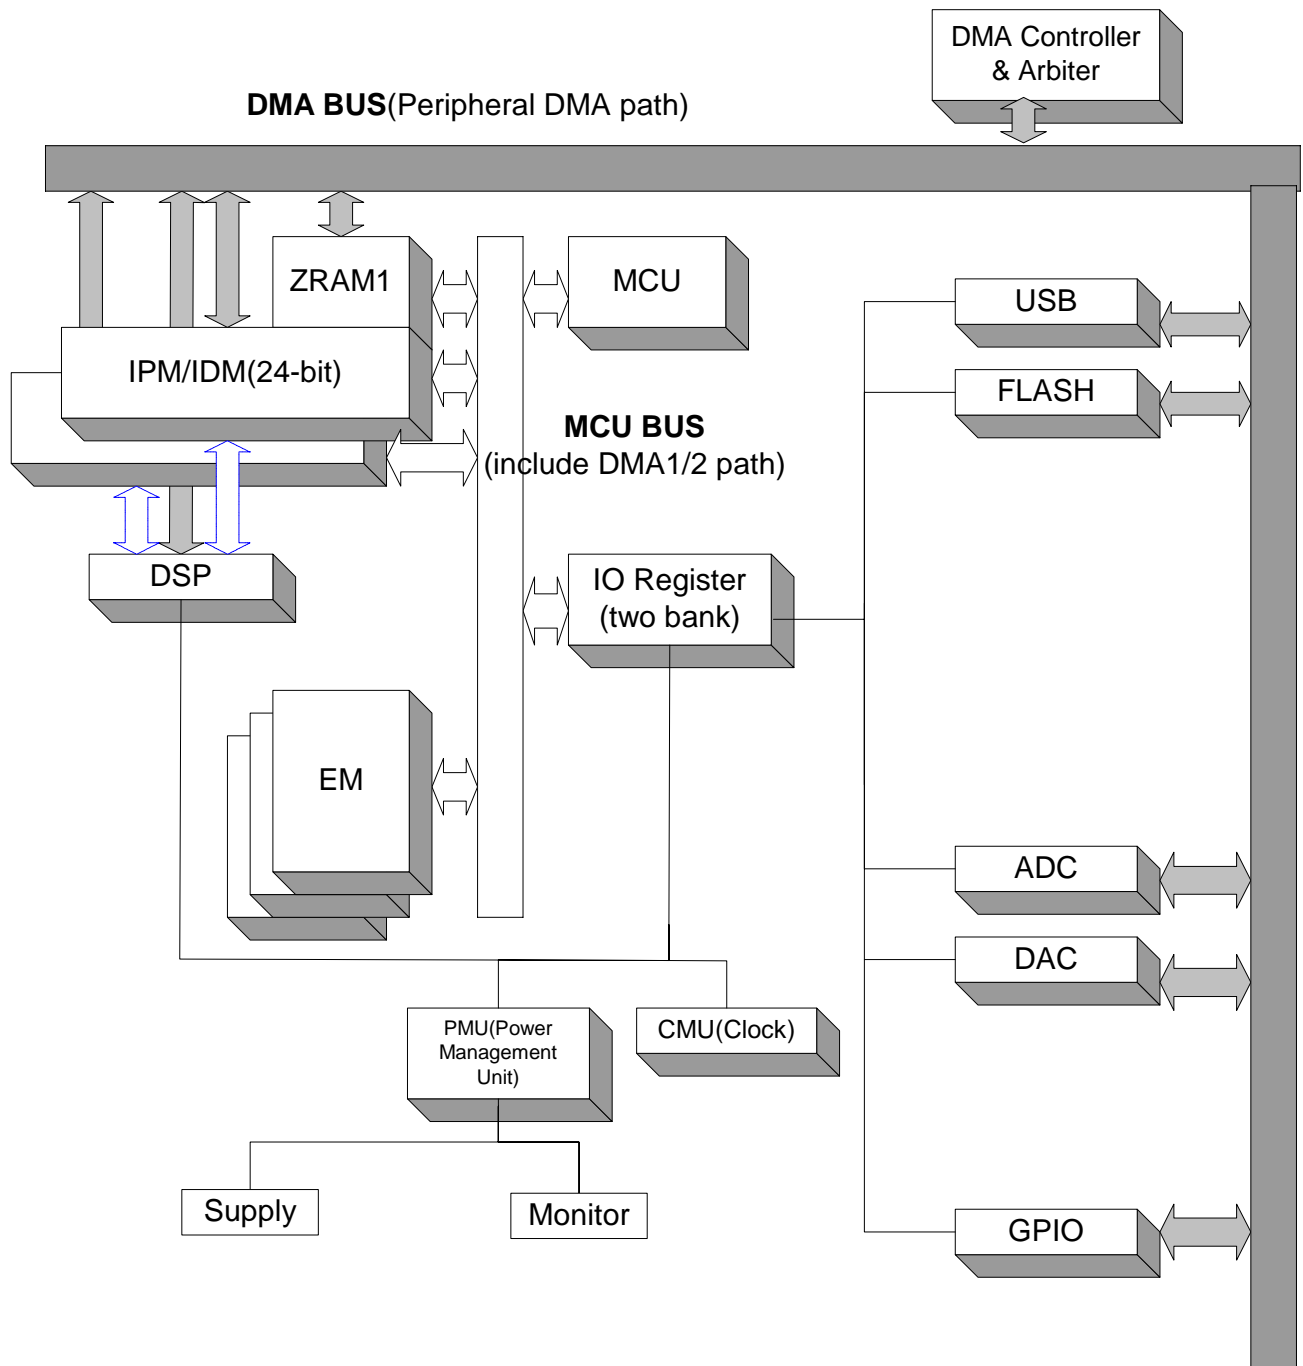 DMA Controller
& Arbiter
DMA BUS(Peripheral DMA path)
ZRAM1
MCU
USB
IPM/IDM(24-bit)
FLASH
MCU BUS
(include DMA1/2 path)
DSP
IO Register
(two bank)
EM
ADC
DAC
PMU(Power
Management
Unit)
CMU(Clock)
Supply
Monitor
GPIO